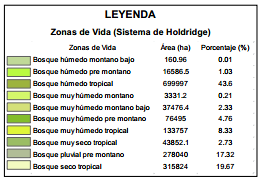 LEYENDA
Zonas de Vida (Sistema de Holdridge)
Zonas de Vida Área (ha) Porcentaje (%)
Bosque húmedo montano bajo 160.96 0.01
Bosque húmedo pre montano 16586.5 1.03
Bosque húmedo tropical 699997 43.6
Bosque muy húmedo montano 3331.2 0.21
Bosque muy húmedo montano bajo 37476.4 2.33
Bosque muy húmedo pre montano 76495 4.76
Bosque muy húmedo tropical 133757 8.33
Bosque muy seco tropical 43852.1 2.73
Bosque pluvial pre montano 278040 17.32
Bosque seco tropical 315824 19.67